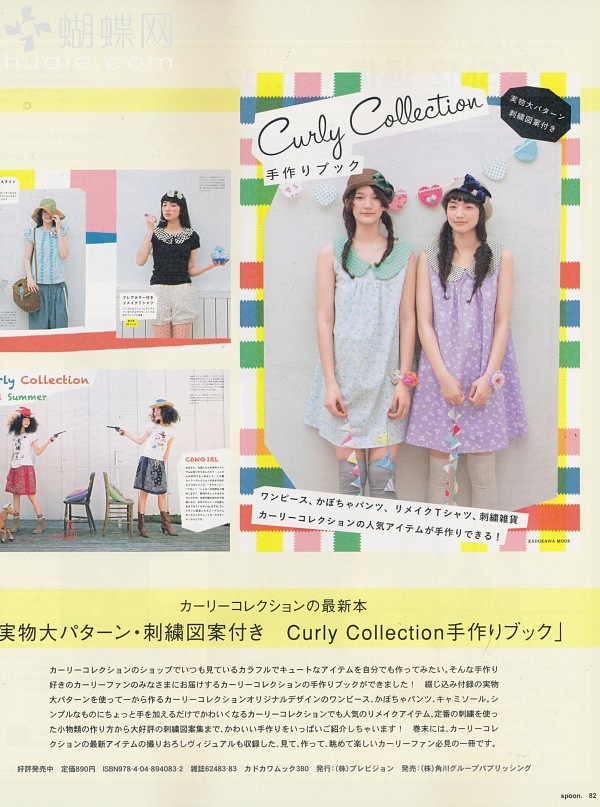 蝴蝶网
hudie.com
Curly Collection
手作りブック
実物大パターン
刺繍図案付き
フレアカラー付き
リメイクTシャツ
rly Collection
Summer
COWGIRL
ワンピース、かぼちゃパンツ、リメイクTシャツ、刺繍雑貨
カーリーコレクションの人気アイテムが手作りできる!
KADOKAWA MOOK
カーリーコレクションの最新本
実物大パターン・刺繍図案付き Curly Collection手作りブック」
カーリーコレクションのショップでいつも見ているカラフルでキュートなアイテムを自分でも作ってみたい。そんな手作り
好きのカーリーファンのみなさまにお届けするカーリーコレクションの手作りブックができました! 綴じ込み付録の実物
大パターンを使って一から作るカーリーコレクションオリジナルデザインのワンピース、かぼちゃパンツ、キャミソール。シ
ンプルなものにちょっと手を加えるだけでかわいくなるカーリーコレクションでも人気のリメイクアイテム、定番の刺繍を使っ
た小物類の作り方から大好評の刺繍図案集まで、かわいい手作りをいっぱいご紹介しちゃいます! 巻末には、カーリーコレ
クションの最新アイテムの撮りおろしヴィジュアルも収録した、見て、作って、眺めて楽しいカーリーファン必見の一冊です。
好評発売中 定価890円 ISBN978-4-04-894083-2 雑誌62483-83 カドカワムック380 発行:(株)プレビジョン 発売:(株)角川グループパブリッシング
spoon. 82